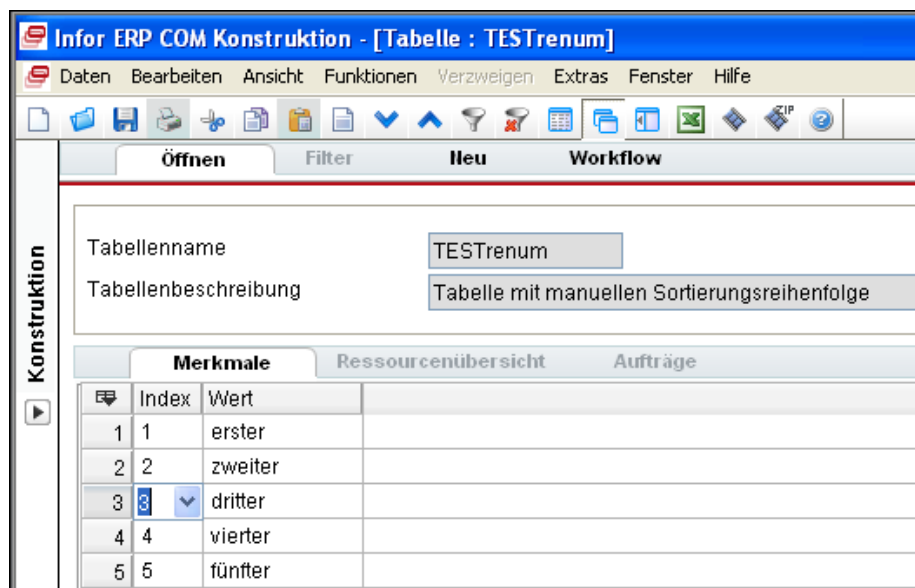 Infor ERP COM Konstruktion - [Tabelle : TESTrenum]
Daten Bearbeiten Ansicht Funktionen Verzweigen Extras Fenster Hilfe
ZIP
Öffnen Filter Neu Workflow
Konstruktion
Tabellenname TESTrenum
Tabellenbeschreibung Tabelle mit manuellen Sortierungsreihenfolge
Merkmale Ressourcenübersicht Aufträge
Index Wert
1 1 erster
2 2 zweiter
3 3 dritter
4 4 vierter
5 5 fünfter